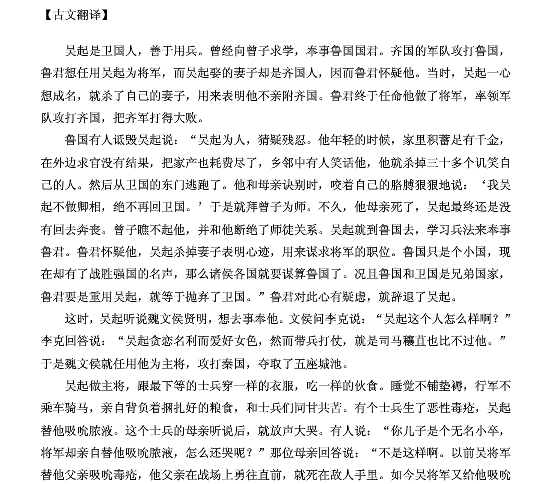 【古文翻译】
吴起是卫国人，善于用兵。曾经向曾子求学，奉事鲁国国君。齐国的军队攻打鲁国，
鲁君想任用吴起为将军，而吴起娶的妻子却是齐国人，因而鲁君怀疑他。当时，吴起一心
想成名，就杀了自己的妻子，用来表明他不亲附齐国。鲁君终于任命他做了将军，率领军
队攻打齐国，把齐军打得大败。
鲁国有人诋毁吴起说：“吴起为人，猜疑残忍。他年轻的时候，家里积蓄足有千金，
在外边求官没有结果，把家产也耗费尽了，乡邻中有人笑话他，他就杀掉三十多个讥笑自
己的人。然后从卫国的东门逃跑了。他和母亲诀别时，咬着自己的胳膊狠狠地说：‘我吴
起不做卿相，绝不再回卫国。’于是就拜曾子为师。不久，他母亲死了，吴起最终还是没
有回去奔丧。曾子瞧不起他，并和他断绝了师徒关系。吴起就到鲁国去，学习兵法来奉事
鲁君。鲁君怀疑他，吴起杀掉妻子表明心迹，用来谋求将军的职位。鲁国只是个小国，现
在却有了战胜强国的名声，那么诸侯各国就要谋算鲁国了。况且鲁国和卫国是兄弟国家，
鲁君要是重用吴起，就等于抛弃了卫国。”鲁君对此心有疑虑，就辞退了吴起。
这时，吴起听说魏文侯贤明，想去事奉他。文侯问李克说：“吴起这个人怎么样啊？”
李克回答说：“吴起贪恋名利而爱好女色，然而带兵打仗，就是司马穰苴也比不过他。”
于是魏文侯就任用他为主将，攻打秦国，夺取了五座城池。
吴起做主将，跟最下等的士兵穿一样的衣服，吃一样的伙食。睡觉不铺垫褥，行军不
乘车骑马，亲自背负着捆扎好的粮食，和士兵们同甘共苦。有个士兵生了恶性毒疮，吴起
替他吸吮脓液。这个士兵的母亲听说后，就放声大哭。有人说：“你儿子是个无名小卒，
将军却亲自替他吸吮脓液，怎么还哭呢？”那位母亲回答说：“不是这样啊。以前吴将军
替他父亲吸吮毒疮，他父亲在战场上勇往直前，就死在敌人手里。如今吴将军又给他吸吮